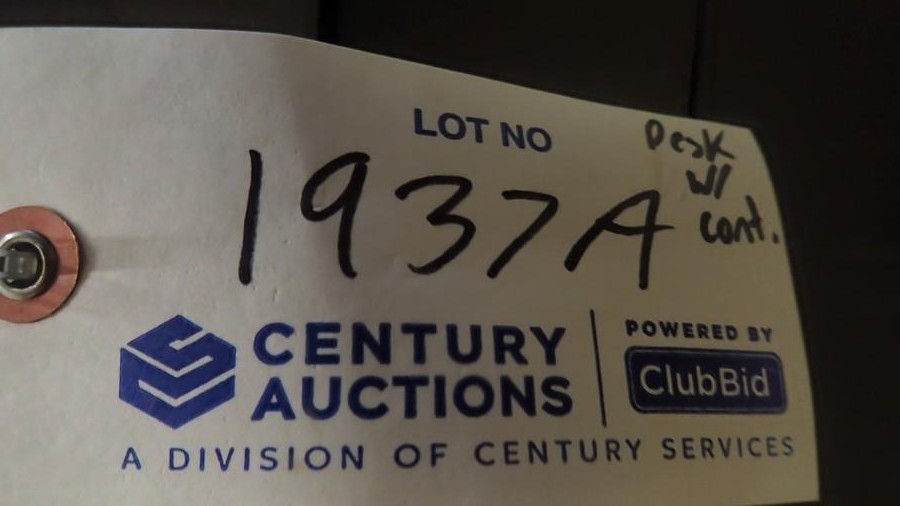 LOT NO
1937A
Desk
w/
cont.
CENTURY
AUCTIONS
POWERED BY
ClubBid
A DIVISION OF CENTURY SERVICES